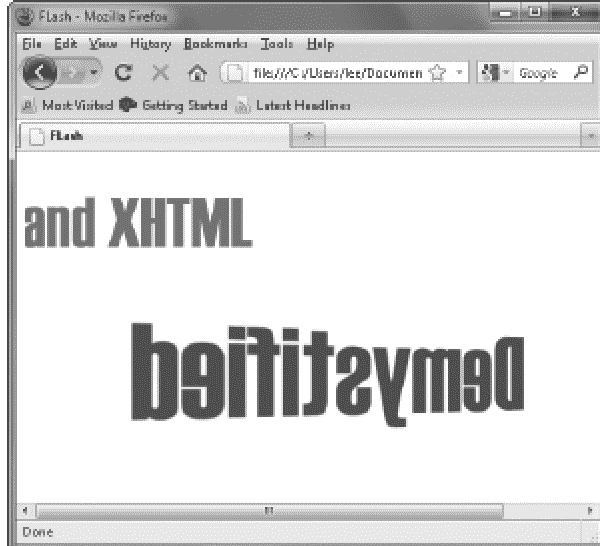 FLash - Mozilla Firefox
File Edit View History Bookmarks Tools Help
file:///C:/Users/lee/Documen
Google
Most Visited Getting Started Latest Headlines
FLash
and XHTML
Demystified
Done